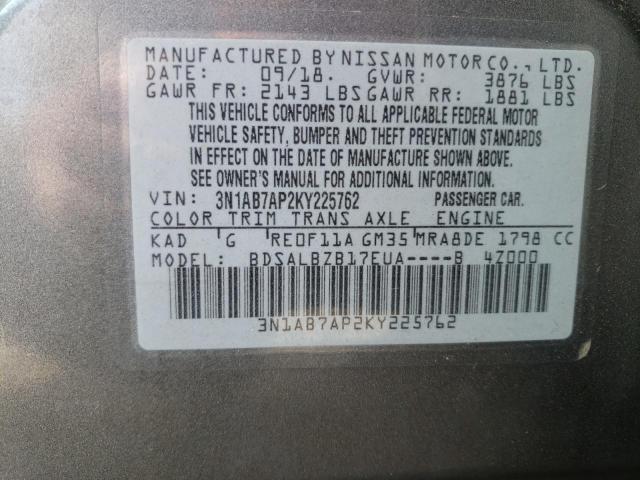 MANUFACTURED BY NISSAN MOTOR CO., LTD.
DATE: 09/18. GVWR: 3876 LBS
GAWR FR: 2143 LBS GAWR RR: 1881 LBS
THIS VEHICLE CONFORMS TO ALL APPLICABLE FEDERAL MOTOR
VEHICLE SAFETY, BUMPER AND THEFT PREVENTION STANDARDS
IN EFFECT ON THE DATE OF MANUFACTURE SHOWN ABOVE.
SEE OWNER'S MANUAL FOR ADDITIONAL INFORMATION.
VIN: 3N1AB7AP2KY225762 PASSENGER CAR.
COLOR TRIM TRANS AXLE ENGINE
KAD G RE0F11A GM35 MRA8DE 1798 CC
MODEL: BDSALBZB17EUA----B 4Z000
3N1AB7AP2KY225762